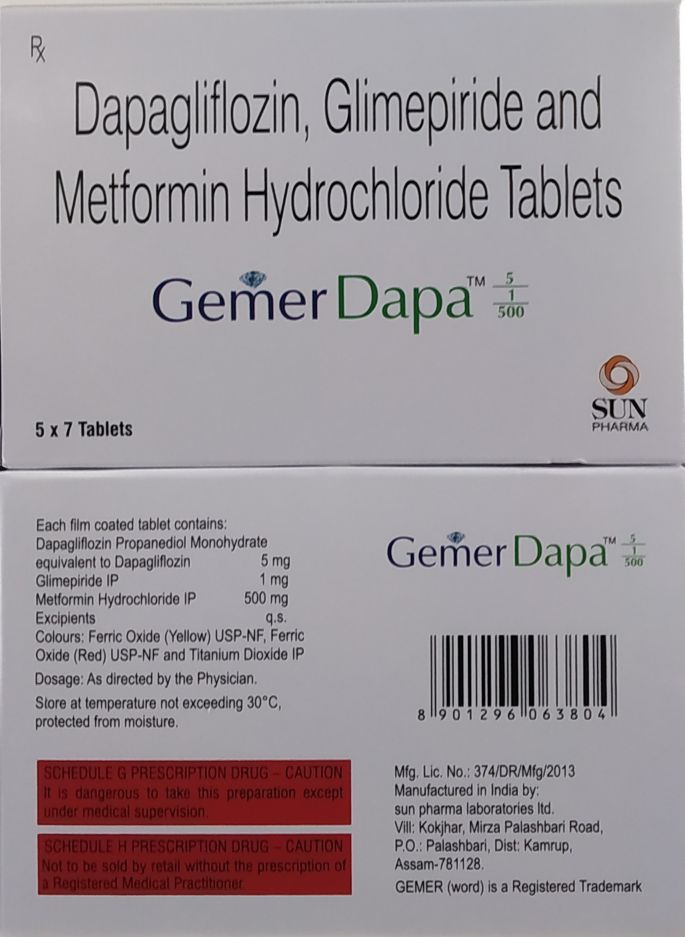 Rx
Dapagliflozin, Glimepiride and
Metformin Hydrochloride Tablets
Gemer Dapa™ 5/1/500
SUN
PHARMA
5 x 7 Tablets
Each film coated tablet contains:
Dapagliflozin Propanediol Monohydrate
equivalent to Dapagliflozin 5 mg
Glimepiride IP 1 mg
Metformin Hydrochloride IP 500 mg
Excipients q.s.
Colours: Ferric Oxide (Yellow) USP-NF, Ferric
Oxide (Red) USP-NF and Titanium Dioxide IP
Dosage: As directed by the Physician.
Store at temperature not exceeding 30°C,
protected from moisture.
SCHEDULE G PRESCRIPTION DRUG – CAUTION
It is dangerous to take this preparation except
under medical supervision.
SCHEDULE H PRESCRIPTION DRUG – CAUTION
Not to be sold by retail without the prescription of
a Registered Medical Practitioner.
Gemer Dapa™ 5/1/500
8 901296 063804
Mfg. Lic. No.: 374/DR/Mfg/2013
Manufactured in India by:
sun pharma laboratories ltd.
Vill: Kokjhar, Mirza Palashbari Road,
P.O.: Palashbari, Dist: Kamrup,
Assam-781128.
GEMER (word) is a Registered Trademark